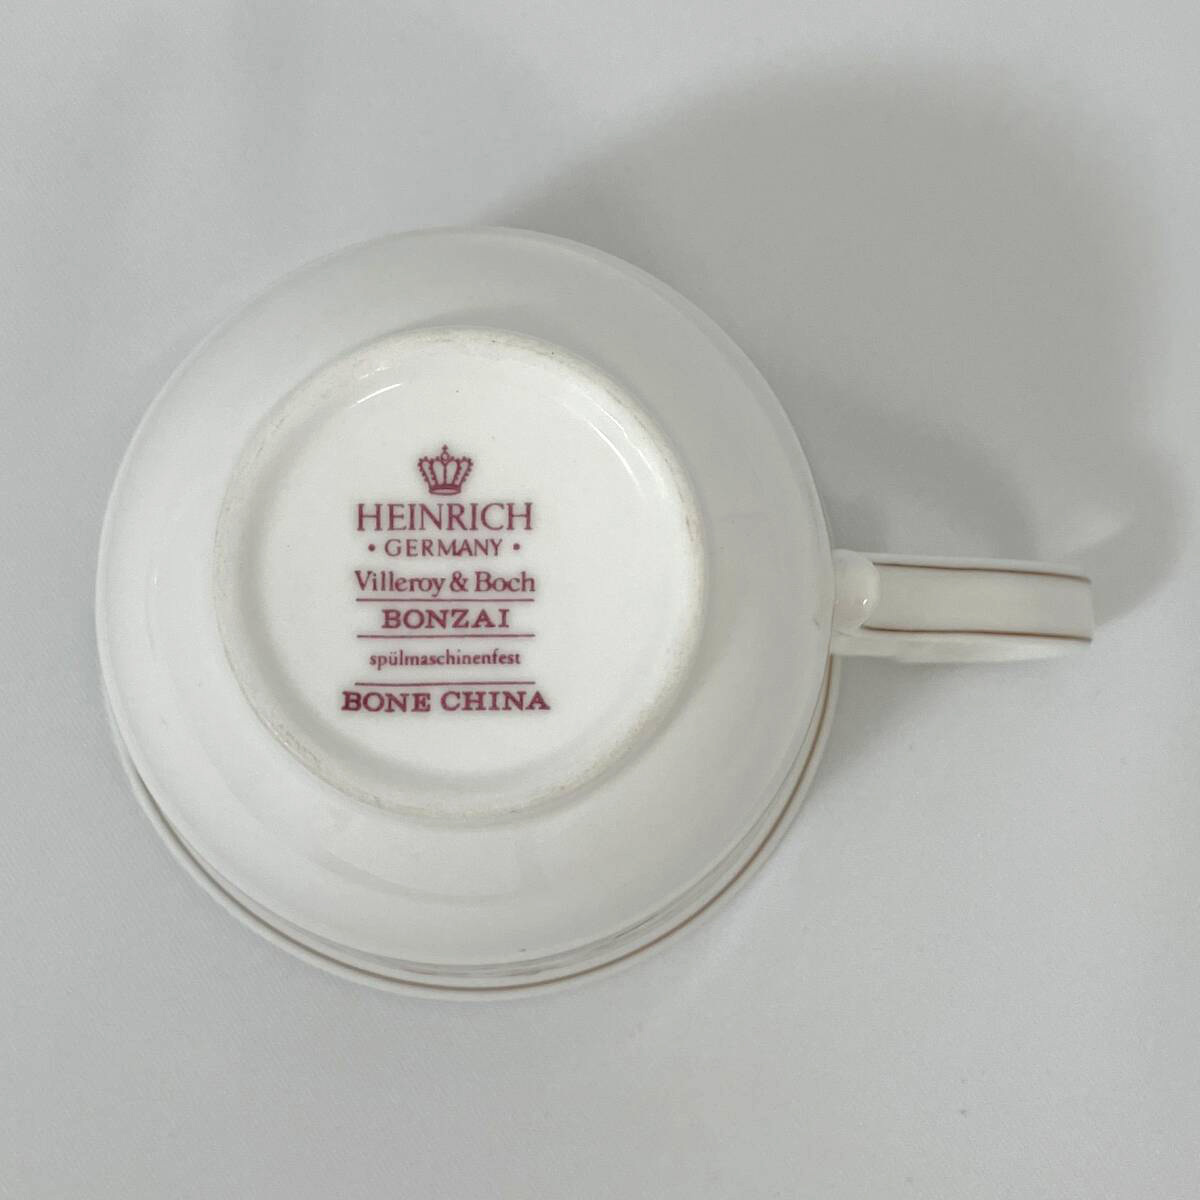 HEINRICH
• GERMANY •
Villeroy & Boch
BONZAI
spülmaschinenfest
BONE CHINA